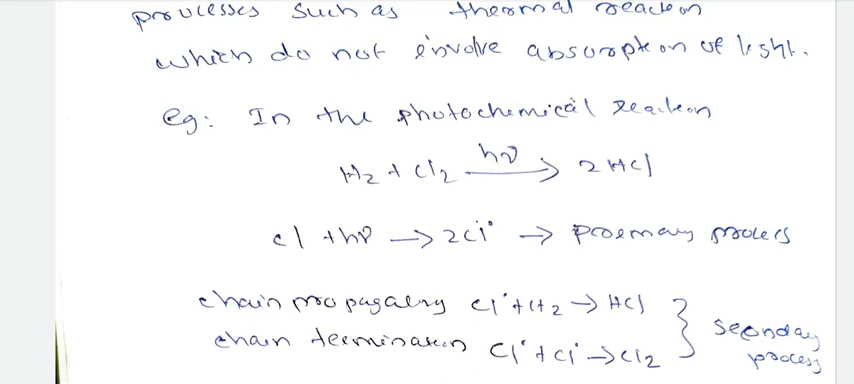 processes such as thermal reaction
which do not involve absorption of light.
eg: In the photochemical reaction
H2 + Cl2 hν → 2HCl
cl + hν → 2Cl• → primary process
chain propagating Cl• + H2 → HCl
chain termination Cl• + Cl• → Cl2
secondary process